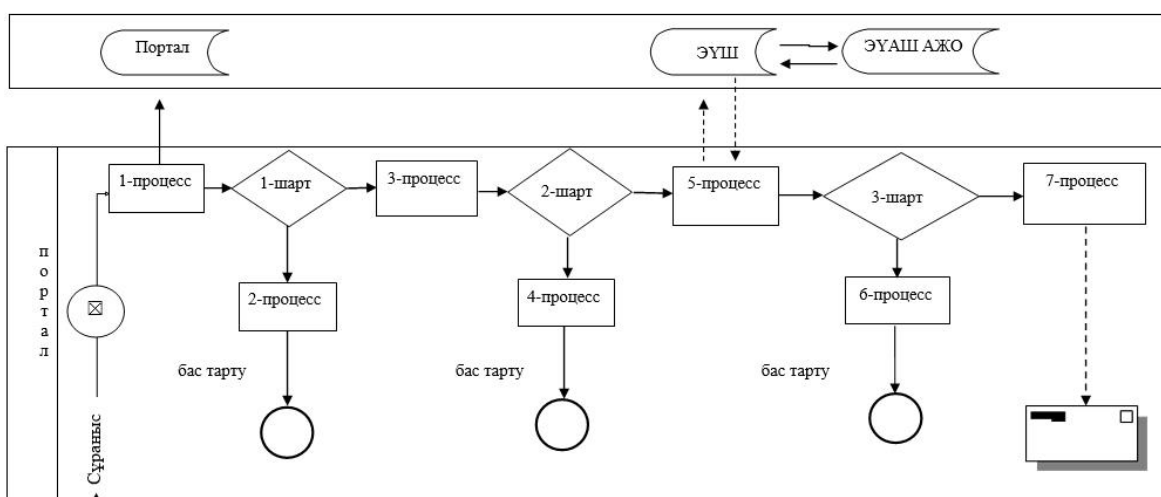 Портал
ЭҮШ
ЭҮАШ АЖО
1-процесс
1-шарт
3-процесс
2-шарт
5-процесс
3-шарт
7-процесс
портал
2-процесс
4-процесс
6-процесс
бас тарту
бас тарту
бас тарту
Сұраныс